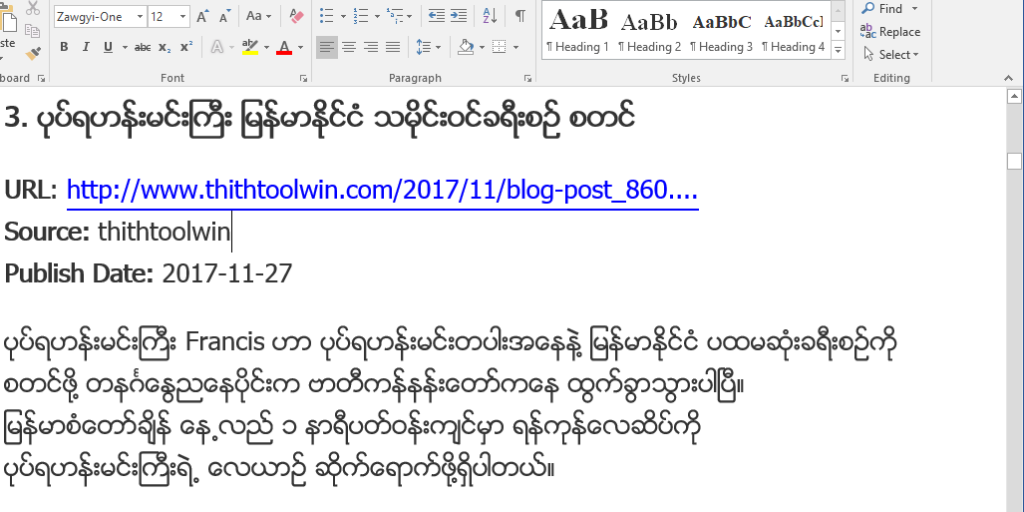 Zawgyi-One 12 A A Aa A Find
AaB AaBb AaBbC AaBbCcI Replace
ste B I U abc x₂ x² A aby A ¶ Heading 1 ¶ Heading 2 ¶ Heading 3 ¶ Heading 4 Select
board Font Paragraph Styles Editing
3. ပုပ်ရဟန်းမင်းကြီး မြန်မာနိုင်ငံ သမိုင်းဝင်ခရီးစဉ် စတင်
URL: http://www.thithtoolwin.com/2017/11/blog-post_860....
Source: thithtoolwin
Publish Date: 2017-11-27
ပုပ်ရဟန်းမင်းကြီး Francis ဟာ ပုပ်ရဟန်းမင်းတပါးအနေနဲ့ မြန်မာနိုင်ငံ ပထမဆုံးခရီးစဉ်ကို
စတင်ဖို့ တနင်္ဂနွေညနေပိုင်းက ဗာတီကန်နန်းတော်ကနေ ထွက်ခွာသွားပါပြီ။
မြန်မာစံတော်ချိန် နေ့လည် ၁ နာရီပတ်ဝန်းကျင်မှာ ရန်ကုန်လေဆိပ်ကို
ပုပ်ရဟန်းမင်းကြီးရဲ့ လေယာဉ် ဆိုက်ရောက်ဖို့ရှိပါတယ်။